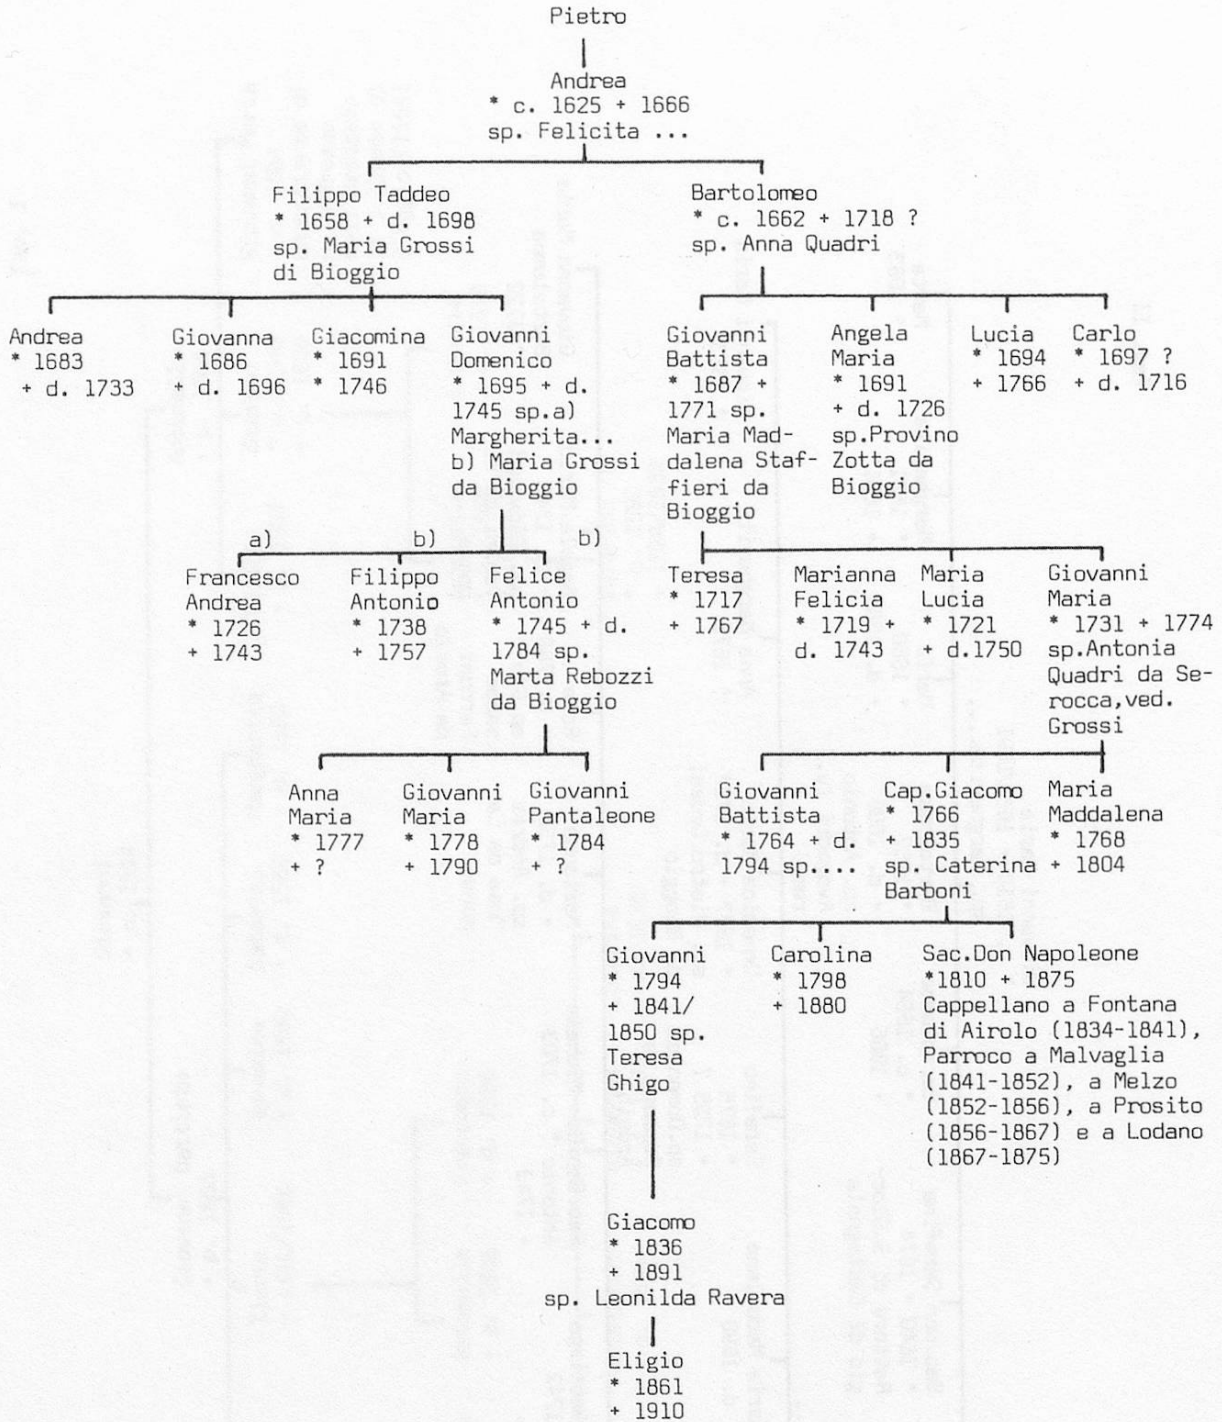 Pietro
Andrea
* c. 1625 + 1666
sp. Felicita ...
Filippo Taddeo
* 1658 + d. 1698
sp. Maria Grossi
di Bioggio
Bartolomeo
* c. 1662 + 1718 ?
sp. Anna Quadri
Andrea
* 1683
+ d. 1733
Giovanna
* 1686
+ d. 1696
Giacomina
* 1691
* 1746
Giovanni
Domenico
* 1695 + d.
1745 sp.a)
Margherita...
b) Maria Grossi
da Bioggio
Giovanni
Battista
* 1687 +
1771 sp.
Maria Mad-
dalena Staf-
fieri da
Bioggio
Angela
Maria
* 1691
+ d. 1726
sp.Provino
Zotta da
Bioggio
Lucia
* 1694
+ 1766
Carlo
* 1697 ?
+ d. 1716
a)
b)
b)
Francesco
Andrea
* 1726
+ 1743
Filippo
Antonio
* 1738
+ 1757
Felice
Antonio
* 1745 + d.
1784 sp.
Marta Rebozzi
da Bioggio
Teresa
* 1717
+ 1767
Marianna
Felicia
* 1719 +
d. 1743
Maria
Lucia
* 1721
+ d.1750
Giovanni
Maria
* 1731 + 1774
sp.Antonia
Quadri da Se-
rocca,ved.
Grossi
Anna
Maria
* 1777
+ ?
Giovanni
Maria
* 1778
+ 1790
Giovanni
Pantaleone
* 1784
+ ?
Giovanni
Battista
* 1764 + d.
1794 sp....
Cap.Giacomo
* 1766
+ 1835
sp. Caterina
Barboni
Maria
Maddalena
* 1768
+ 1804
Giovanni
* 1794
+ 1841/
1850 sp.
Teresa
Ghigo
Carolina
* 1798
+ 1880
Sac.Don Napoleone
*1810 + 1875
Cappellano a Fontana
di Airolo (1834-1841),
Parroco a Malvaglia
(1841-1852), a Melzo
(1852-1856), a Prosito
(1856-1867) e a Lodano
(1867-1875)
Giacomo
* 1836
+ 1891
sp. Leonilda Ravera
Eligio
* 1861
+ 1910